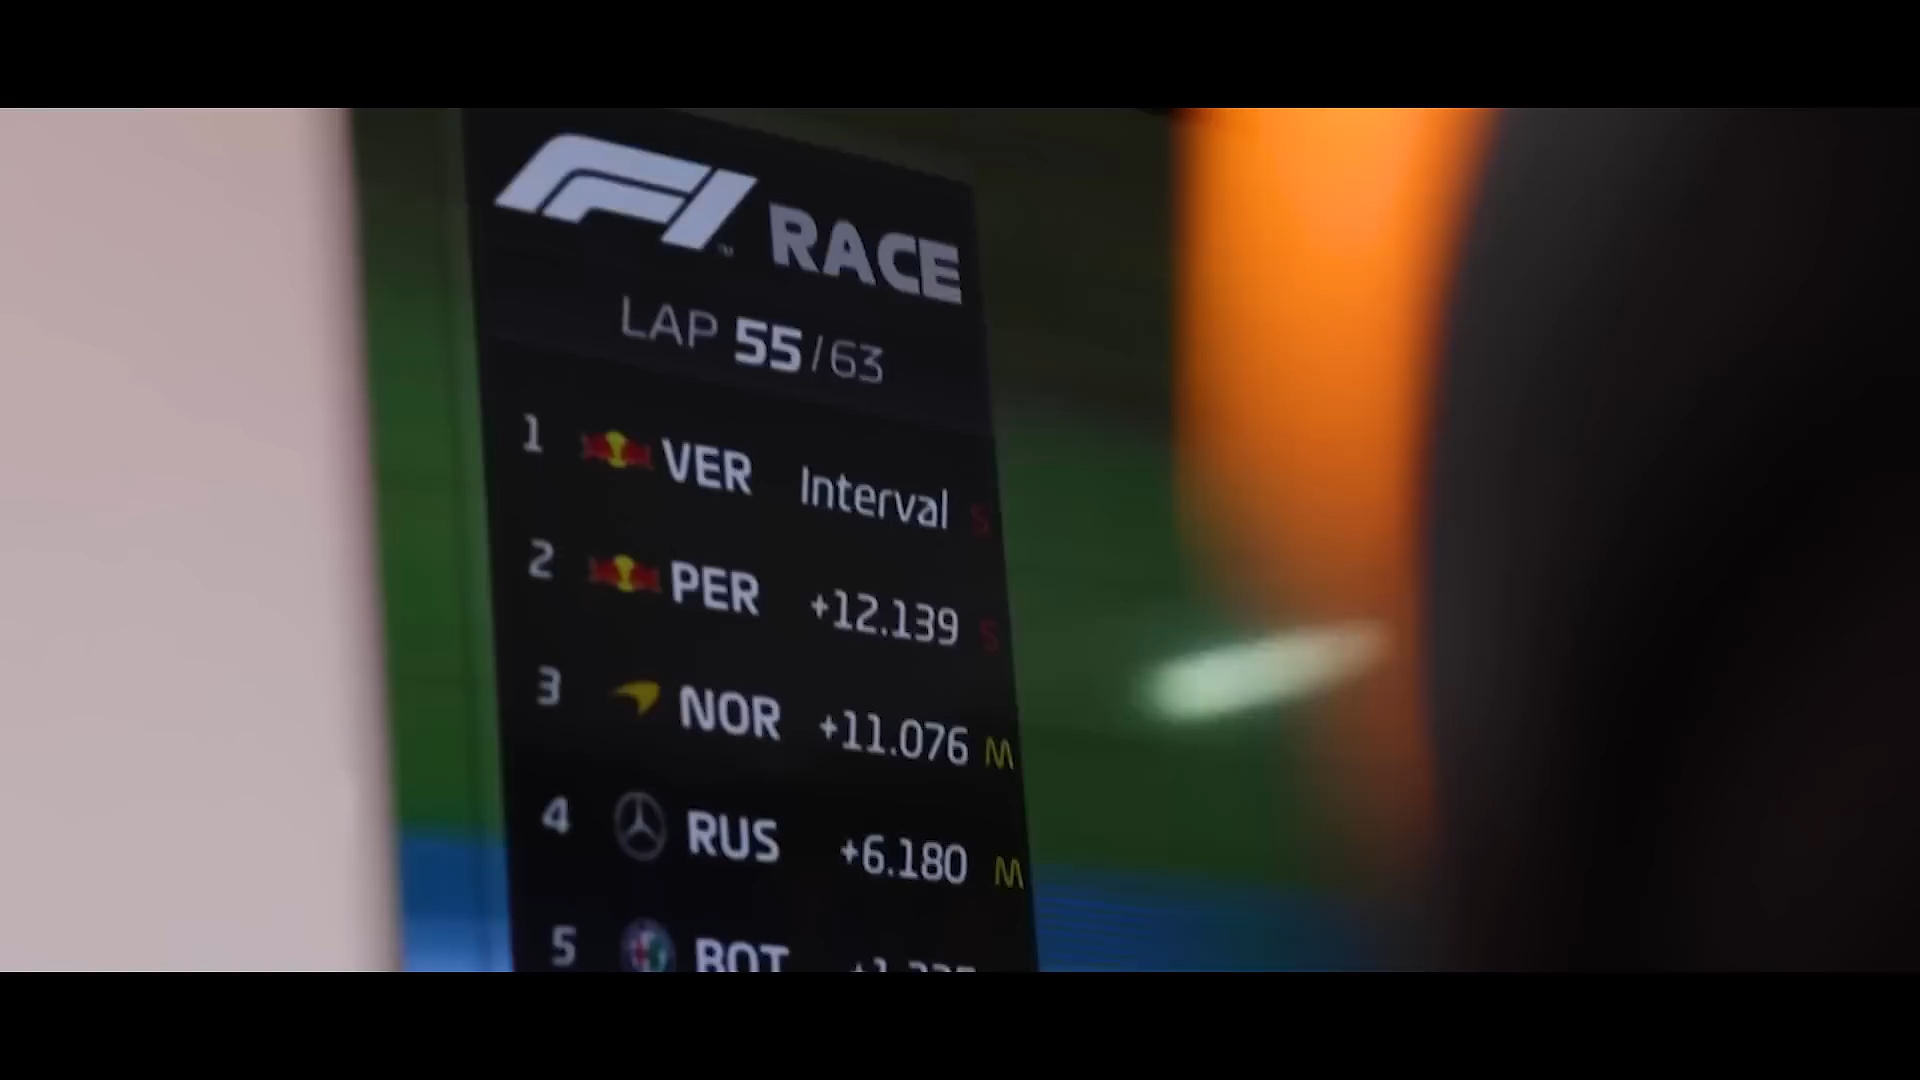 F1 RACE
LAP 55/63
1 VER Interval S
2 PER +12.139 S
3 NOR +11.076 M
4 RUS +6.180 M
5 BOT